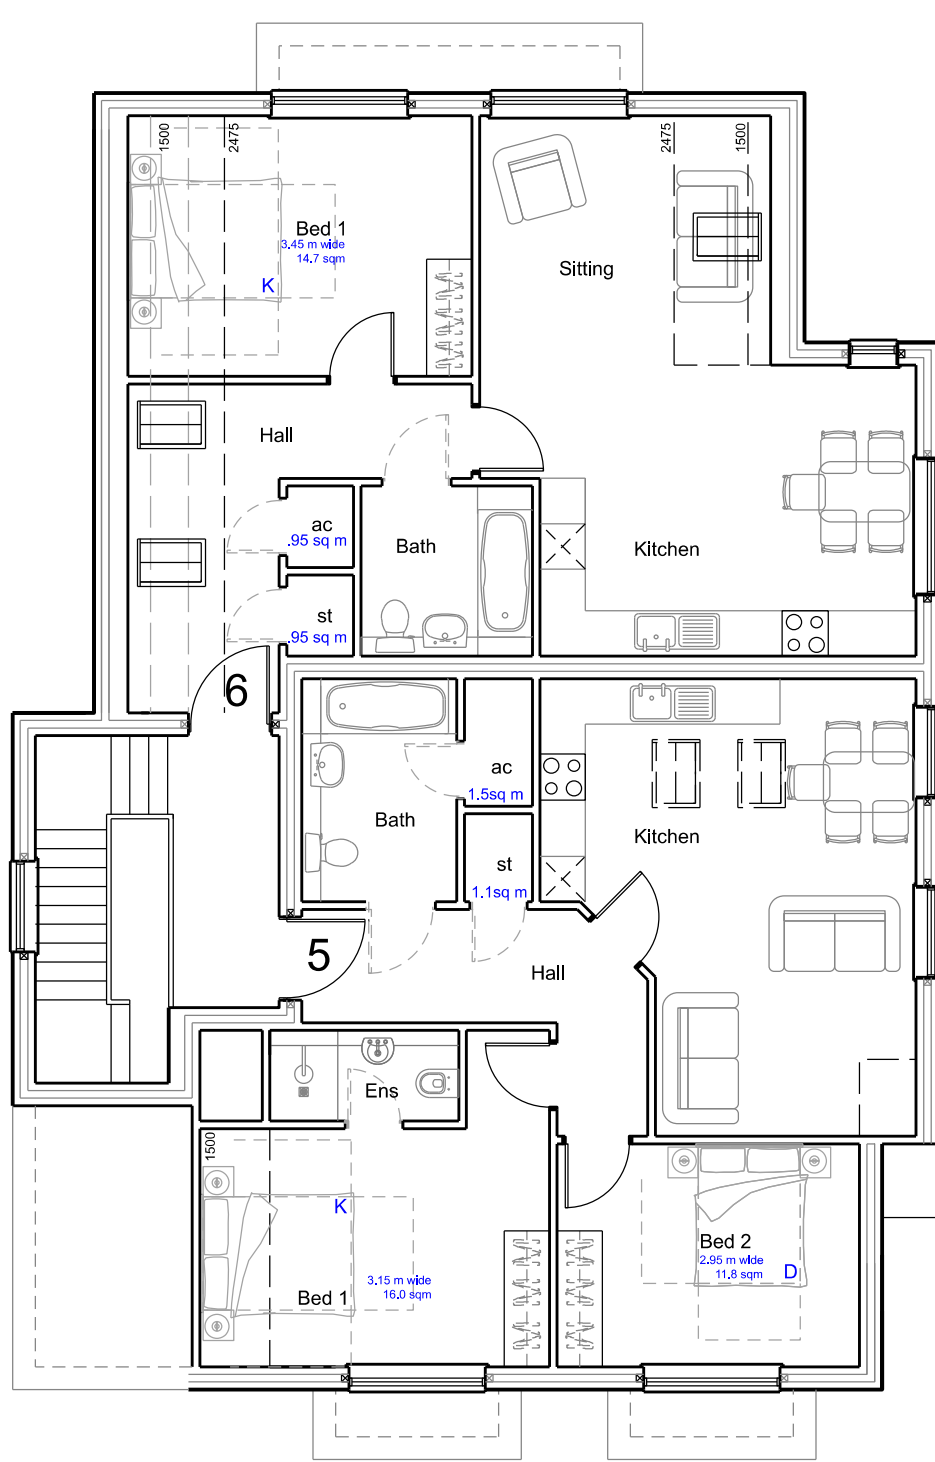 1500
2475
2475
1500
Bed 1
3.45 m wide
14.7 sqm
K
Sitting
Hall
ac
.95 sq m
Bath
Kitchen
st
.95 sq m
6
ac
1.5sq m
Bath
Kitchen
st
1.1sq m
5
Hall
Ens
1500
K
Bed 1
3.15 m wide
16.0 sqm
Bed 2
2.95 m wide
11.8 sqm
D